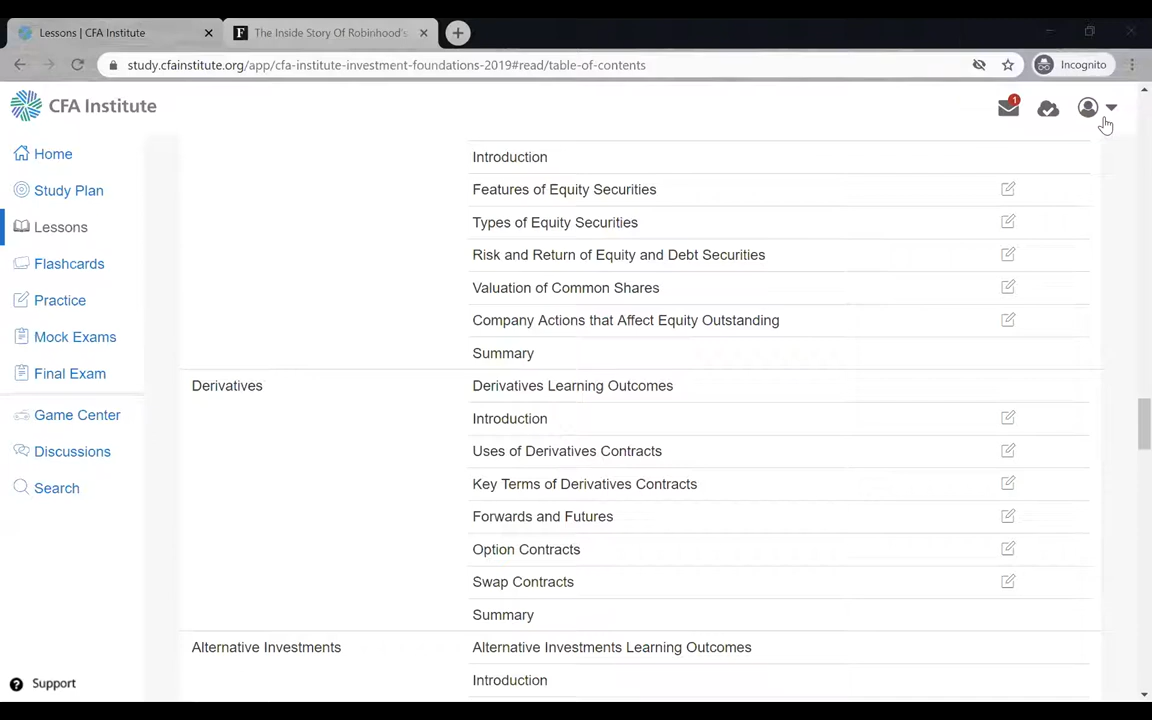 Lessons | CFA Institute
The Inside Story Of Robinhood's
study.cfainstitute.org/app/cfa-institute-investment-foundations-2019#read/table-of-contents
Incognito
CFA Institute
1
Home
Study Plan
Lessons
Flashcards
Practice
Mock Exams
Final Exam
Game Center
Discussions
Search
Support
Introduction
Features of Equity Securities
Types of Equity Securities
Risk and Return of Equity and Debt Securities
Valuation of Common Shares
Company Actions that Affect Equity Outstanding
Summary
Derivatives
Derivatives Learning Outcomes
Introduction
Uses of Derivatives Contracts
Key Terms of Derivatives Contracts
Forwards and Futures
Option Contracts
Swap Contracts
Summary
Alternative Investments
Alternative Investments Learning Outcomes
Introduction